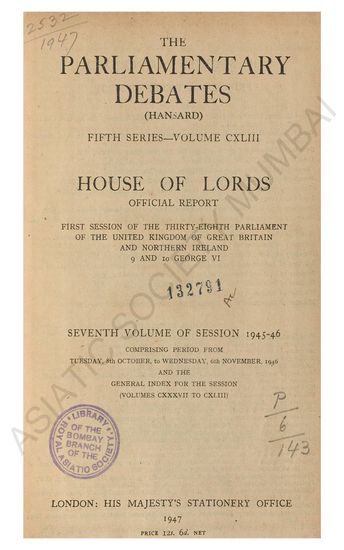 2532
1947
THE
PARLIAMENTARY
DEBATES
(HANSARD)
FIFTH SERIES—VOLUME CXLIII
HOUSE OF LORDS
OFFICIAL REPORT
FIRST SESSION OF THE THIRTY-EIGHTH PARLIAMENT
OF THE UNITED KINGDOM OF GREAT BRITAIN
AND NORTHERN IRELAND
9 AND 10 GEORGE VI
132791
SEVENTH VOLUME OF SESSION 1945-46
COMPRISING PERIOD FROM
TUESDAY, 8th OCTOBER, to WEDNESDAY, 6th NOVEMBER, 1946
AND THE
GENERAL INDEX FOR THE SESSION
(VOLUMES CXXXVII TO CXLIII)
P
6
143
LIBRARY
OF THE
BOMBAY
BRANCH
OF THE
ROYAL ASIATIC SOCIETY
LONDON: HIS MAJESTY'S STATIONERY OFFICE
1947
PRICE 12s. 6d. NET
ASIATIC SOCIETY MUMBAI